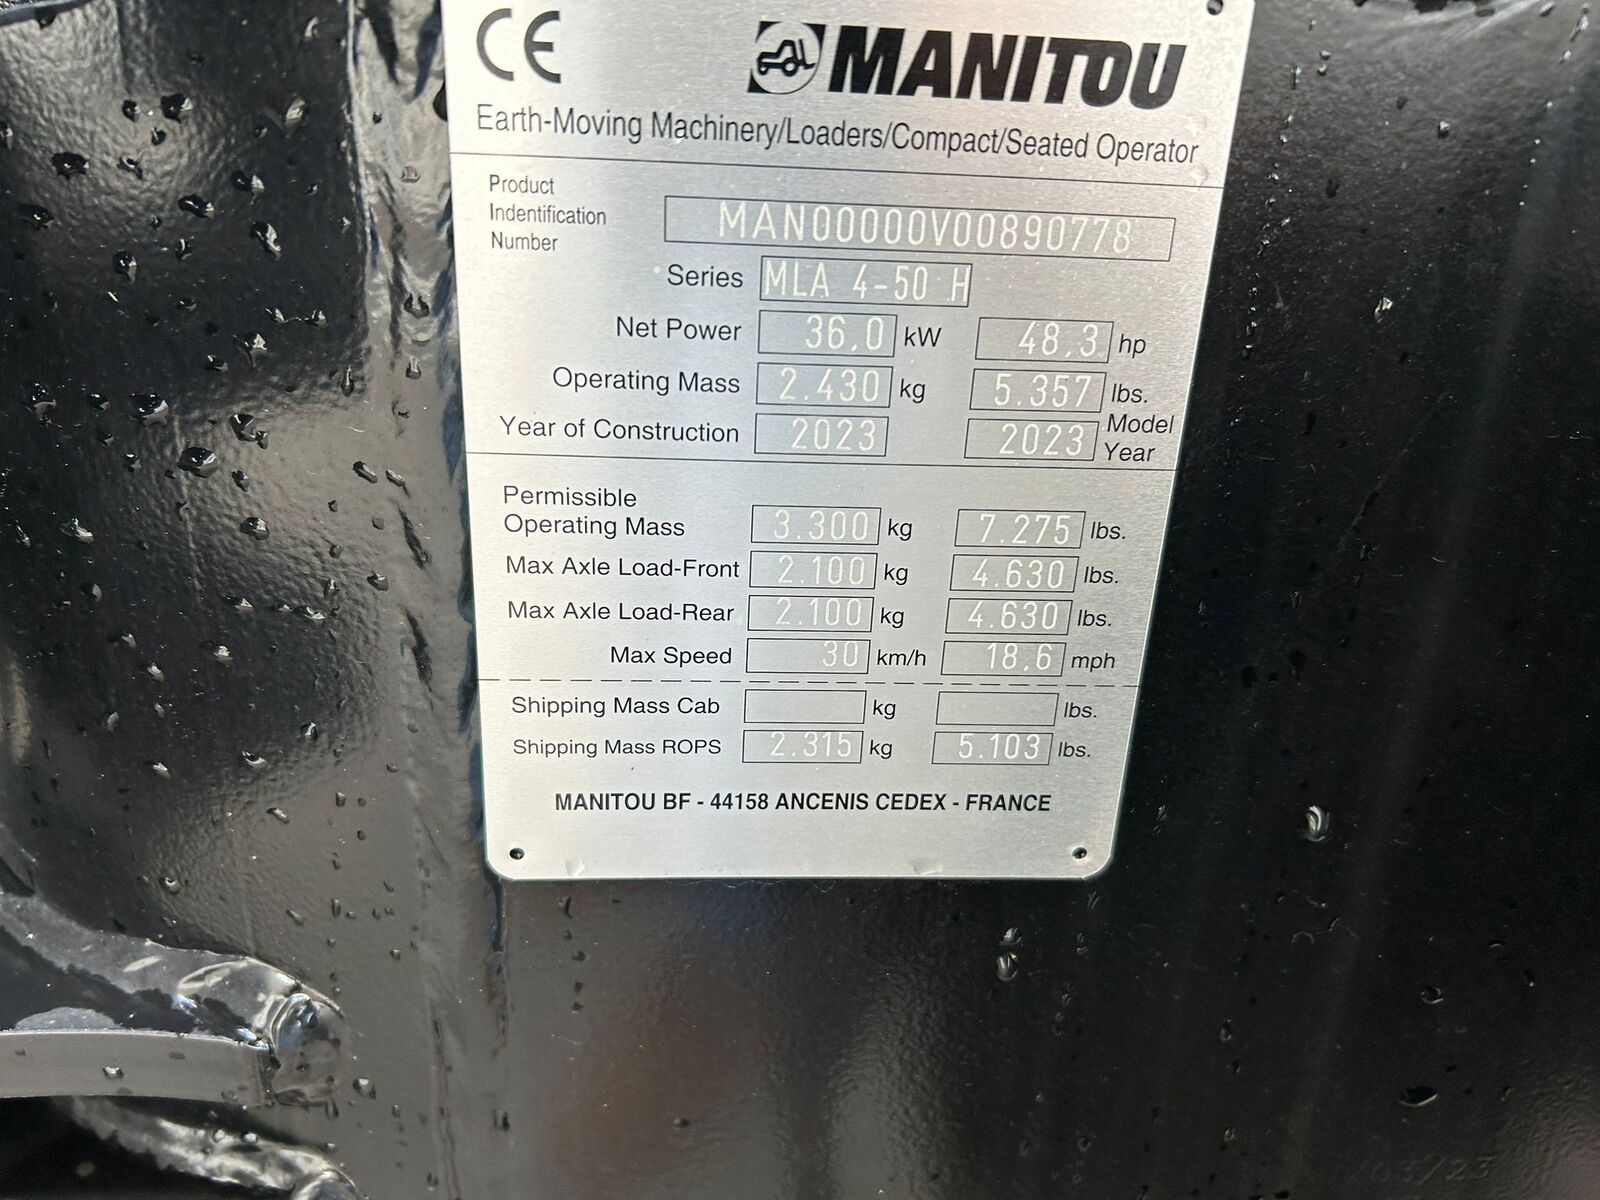 CE MANITOU
Earth-Moving Machinery/Loaders/Compact/Seated Operator
Product
Indentification
Number
MAN00000V00890778
Series MLA 4-50 H
Net Power 36,0 kW 48,3 hp
Operating Mass 2.430 kg 5.357 lbs.
Year of Construction 2023 2023 Model
Year
Permissible
Operating Mass 3.300 kg 7.275 lbs.
Max Axle Load-Front 2.100 kg 4.630 lbs.
Max Axle Load-Rear 2.100 kg 4.630 lbs.
Max Speed 30 km/h 18,6 mph
Shipping Mass Cab kg lbs.
Shipping Mass ROPS 2.315 kg 5.103 lbs.
MANITOU BF - 44158 ANCENIS CEDEX - FRANCE